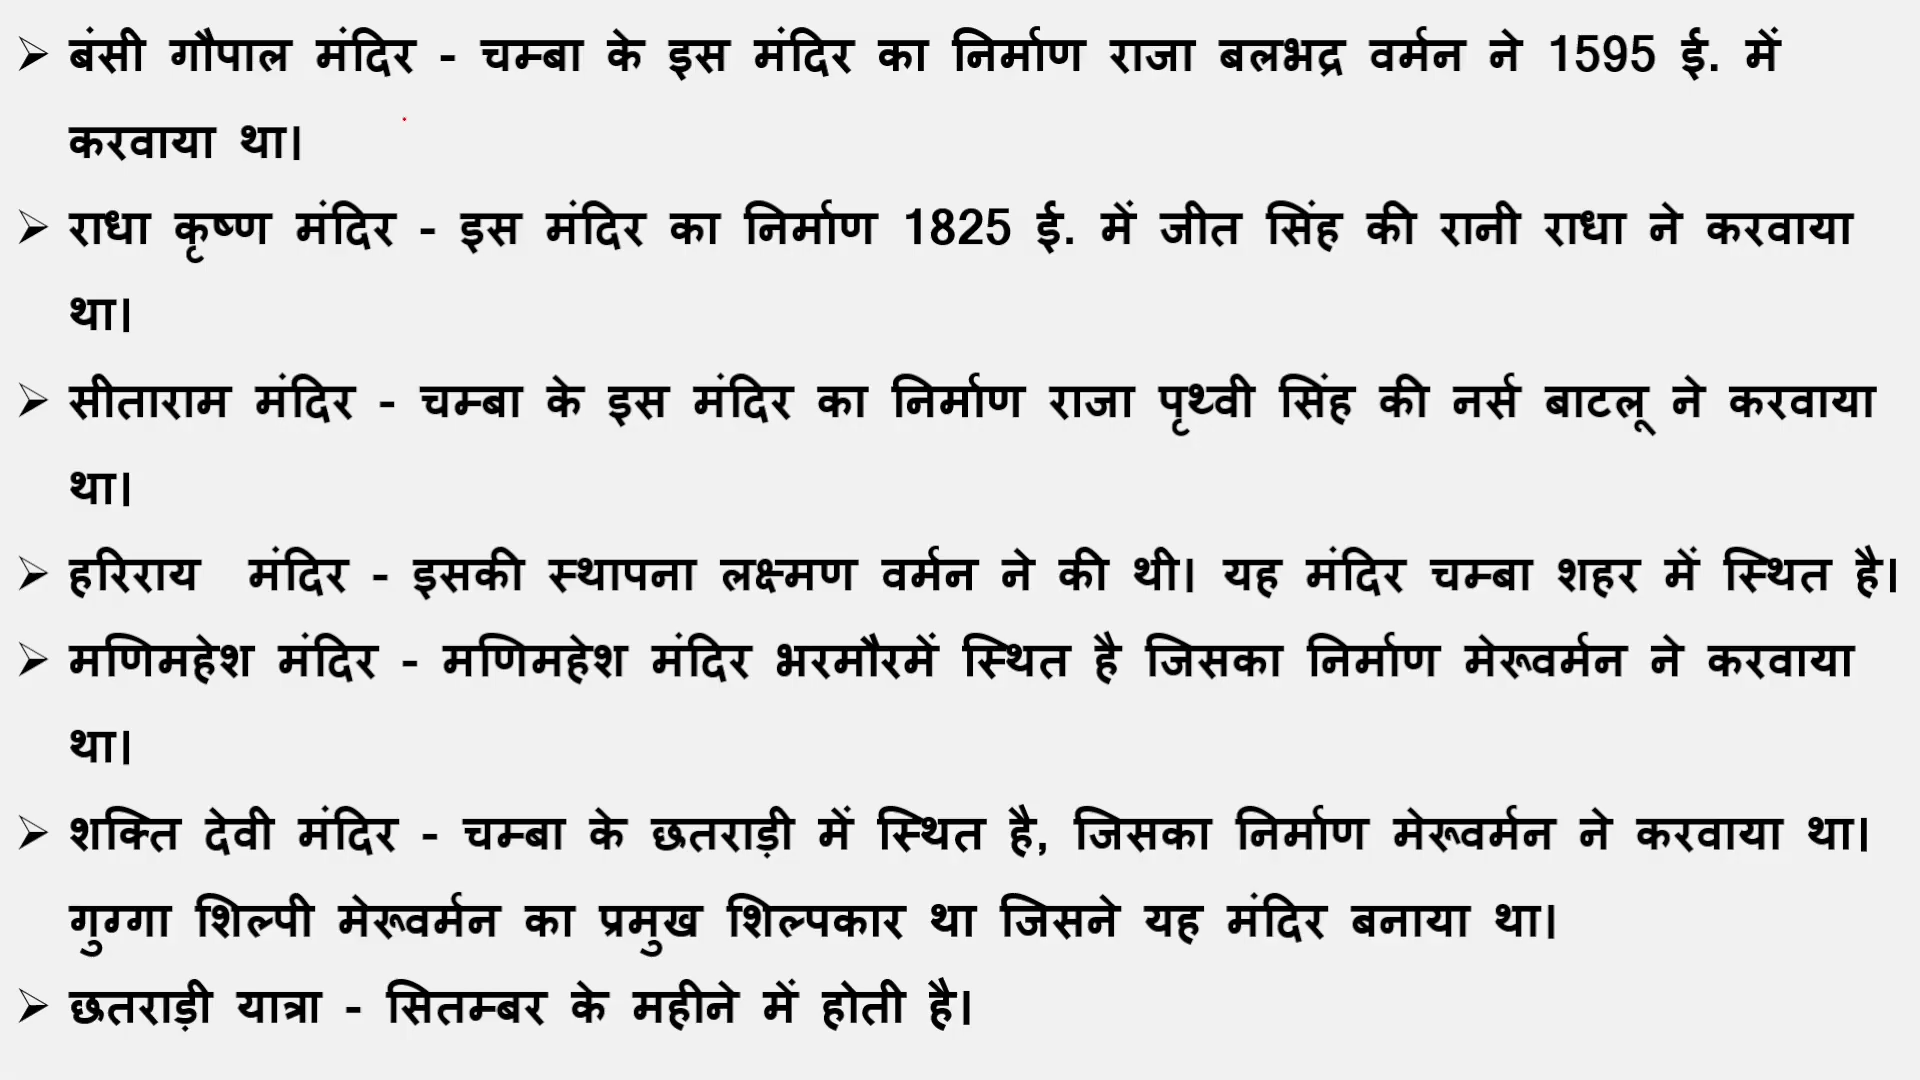 ➢ बंसी गौपाल मंदिर - चम्बा के इस मंदिर का निर्माण राजा बलभद्र वर्मन ने 1595 ई. में
करवाया था।
➢ राधा कृष्ण मंदिर - इस मंदिर का निर्माण 1825 ई. में जीत सिंह की रानी राधा ने करवाया
था।
➢ सीताराम मंदिर - चम्बा के इस मंदिर का निर्माण राजा पृथ्वी सिंह की नर्स बाटलू ने करवाया
था।
➢ हरिराय मंदिर - इसकी स्थापना लक्ष्मण वर्मन ने की थी। यह मंदिर चम्बा शहर में स्थित है।
➢ मणिमहेश मंदिर - मणिमहेश मंदिर भरमौरमें स्थित है जिसका निर्माण मेरूवर्मन ने करवाया
था।
➢ शक्ति देवी मंदिर - चम्बा के छतराड़ी में स्थित है, जिसका निर्माण मेरूवर्मन ने करवाया था।
गुग्गा शिल्पी मेरूवर्मन का प्रमुख शिल्पकार था जिसने यह मंदिर बनाया था।
➢ छतराड़ी यात्रा - सितम्बर के महीने में होती है।